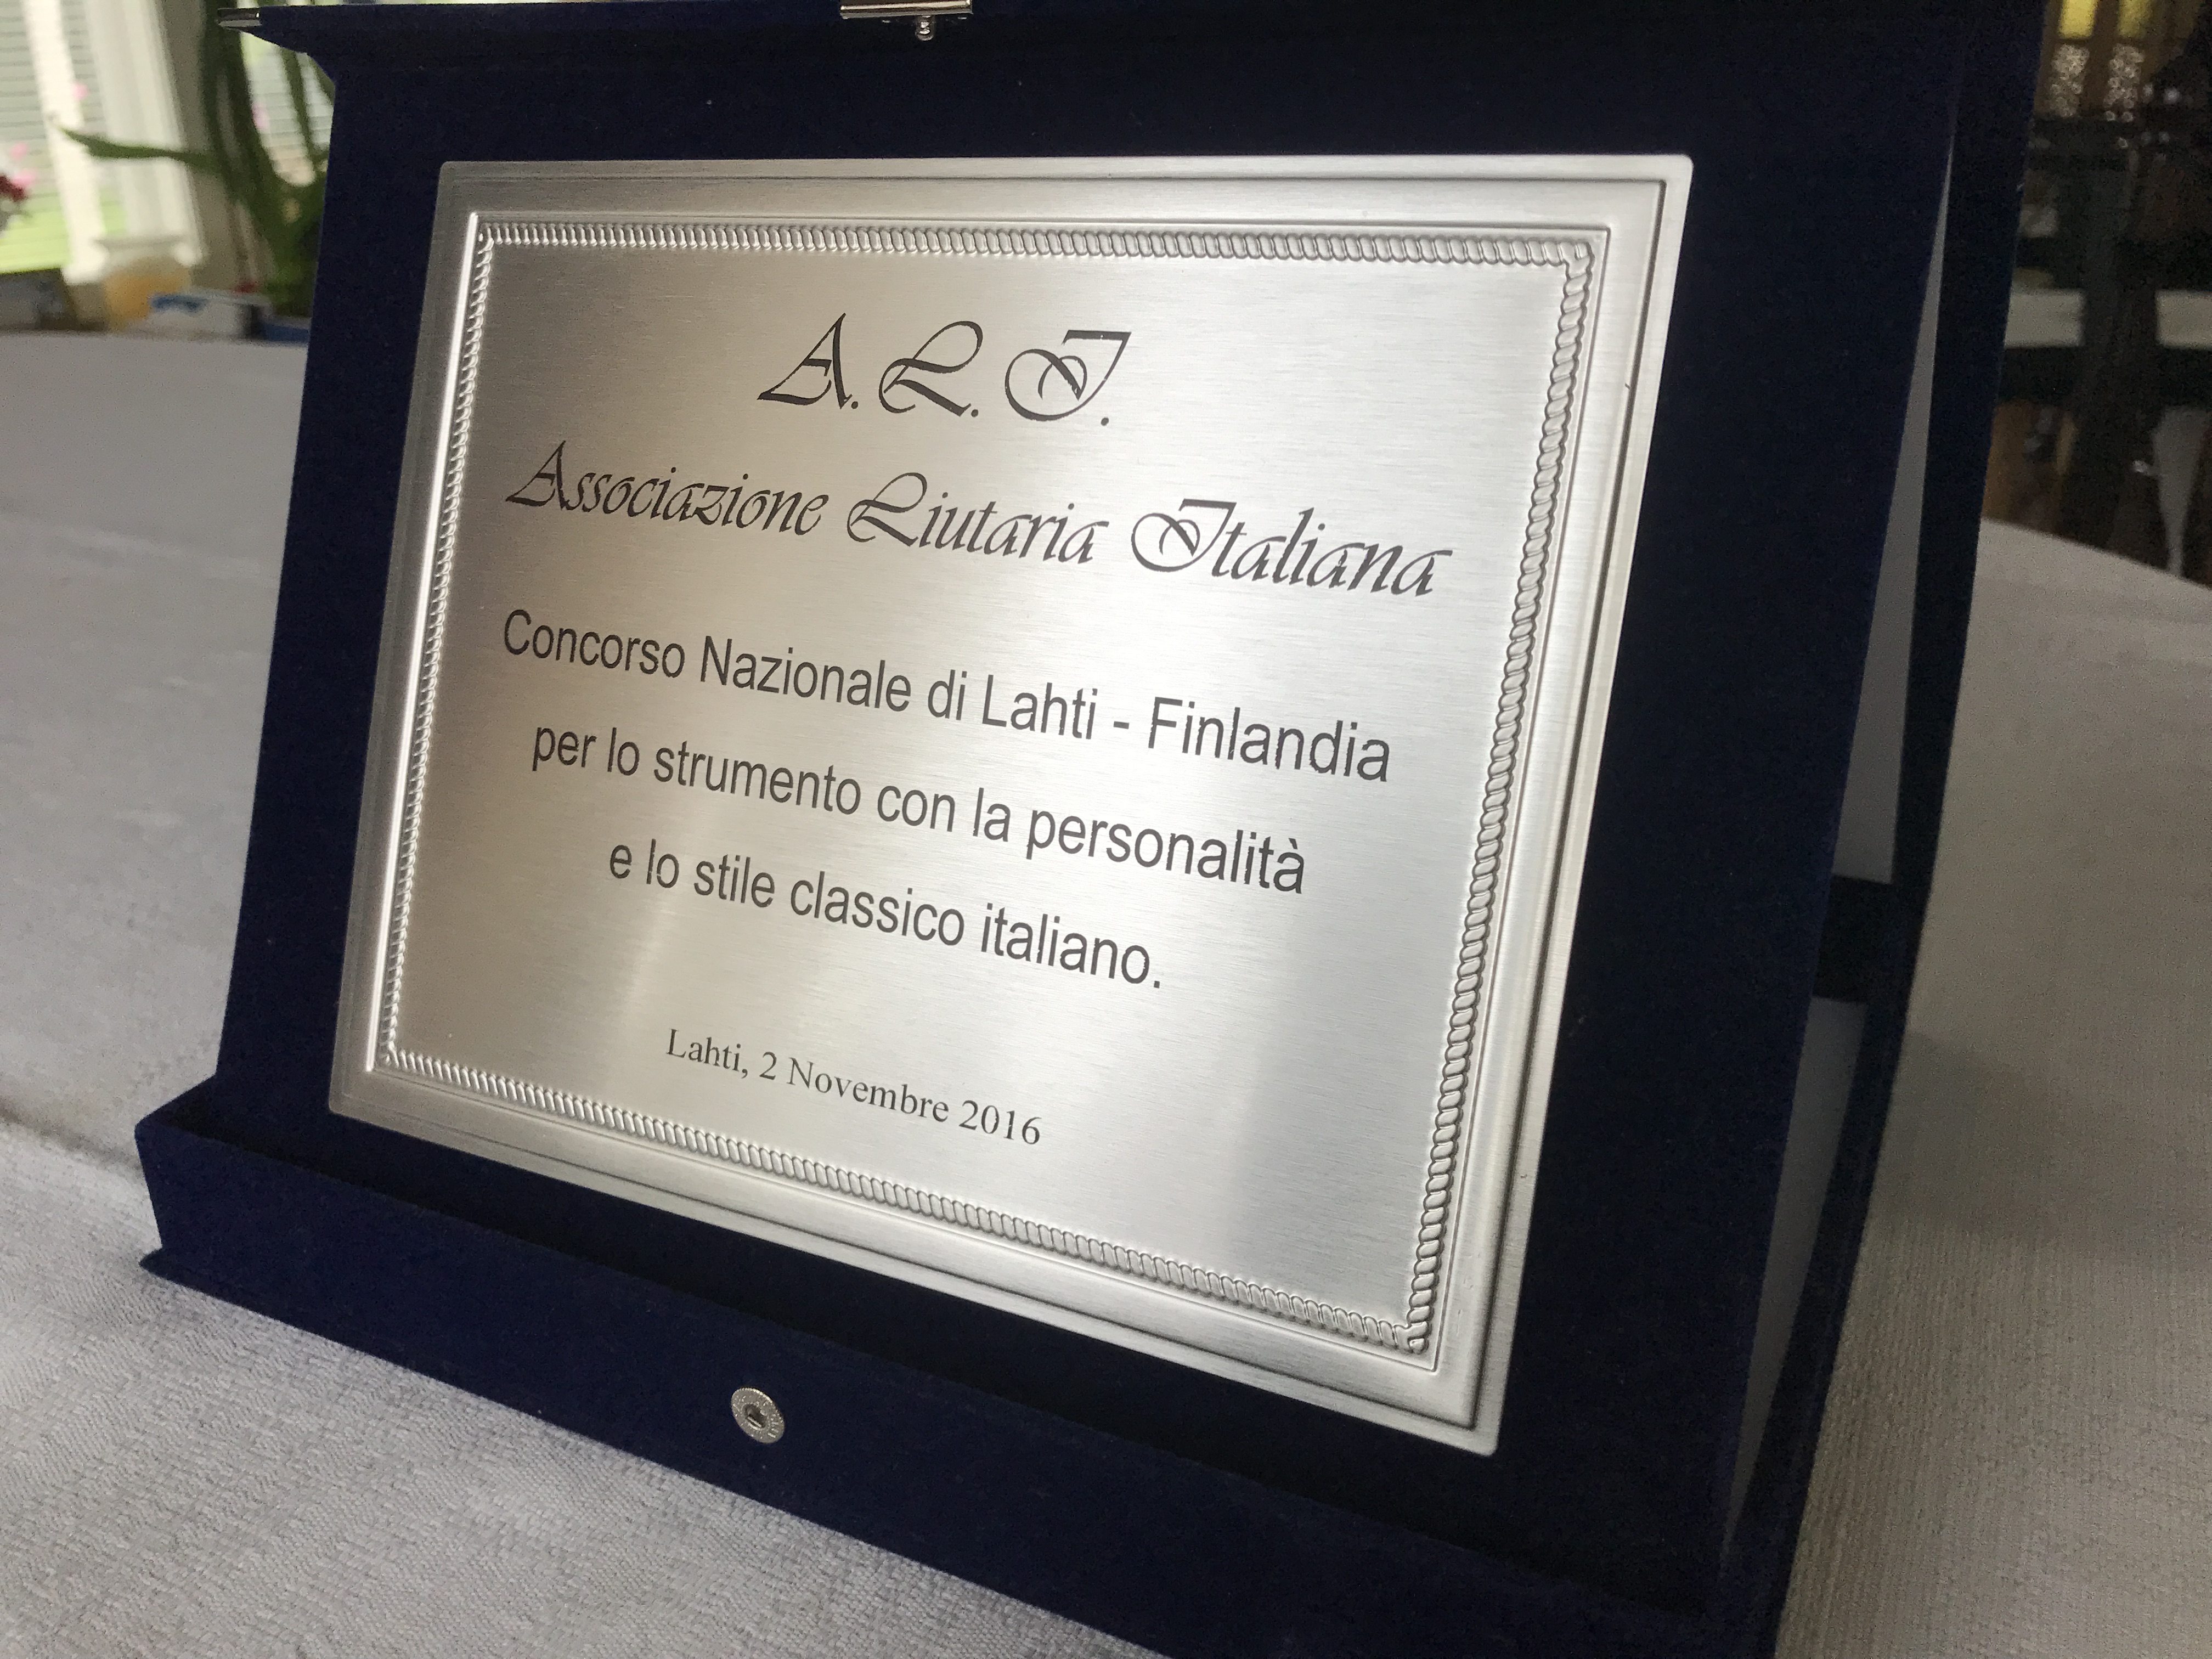 A. L. I.
Associazione Liutaria Italiana
Concorso Nazionale di Lahti - Finlandia
per lo strumento con la personalità
e lo stile classico italiano.
Lahti, 2 Novembre 2016